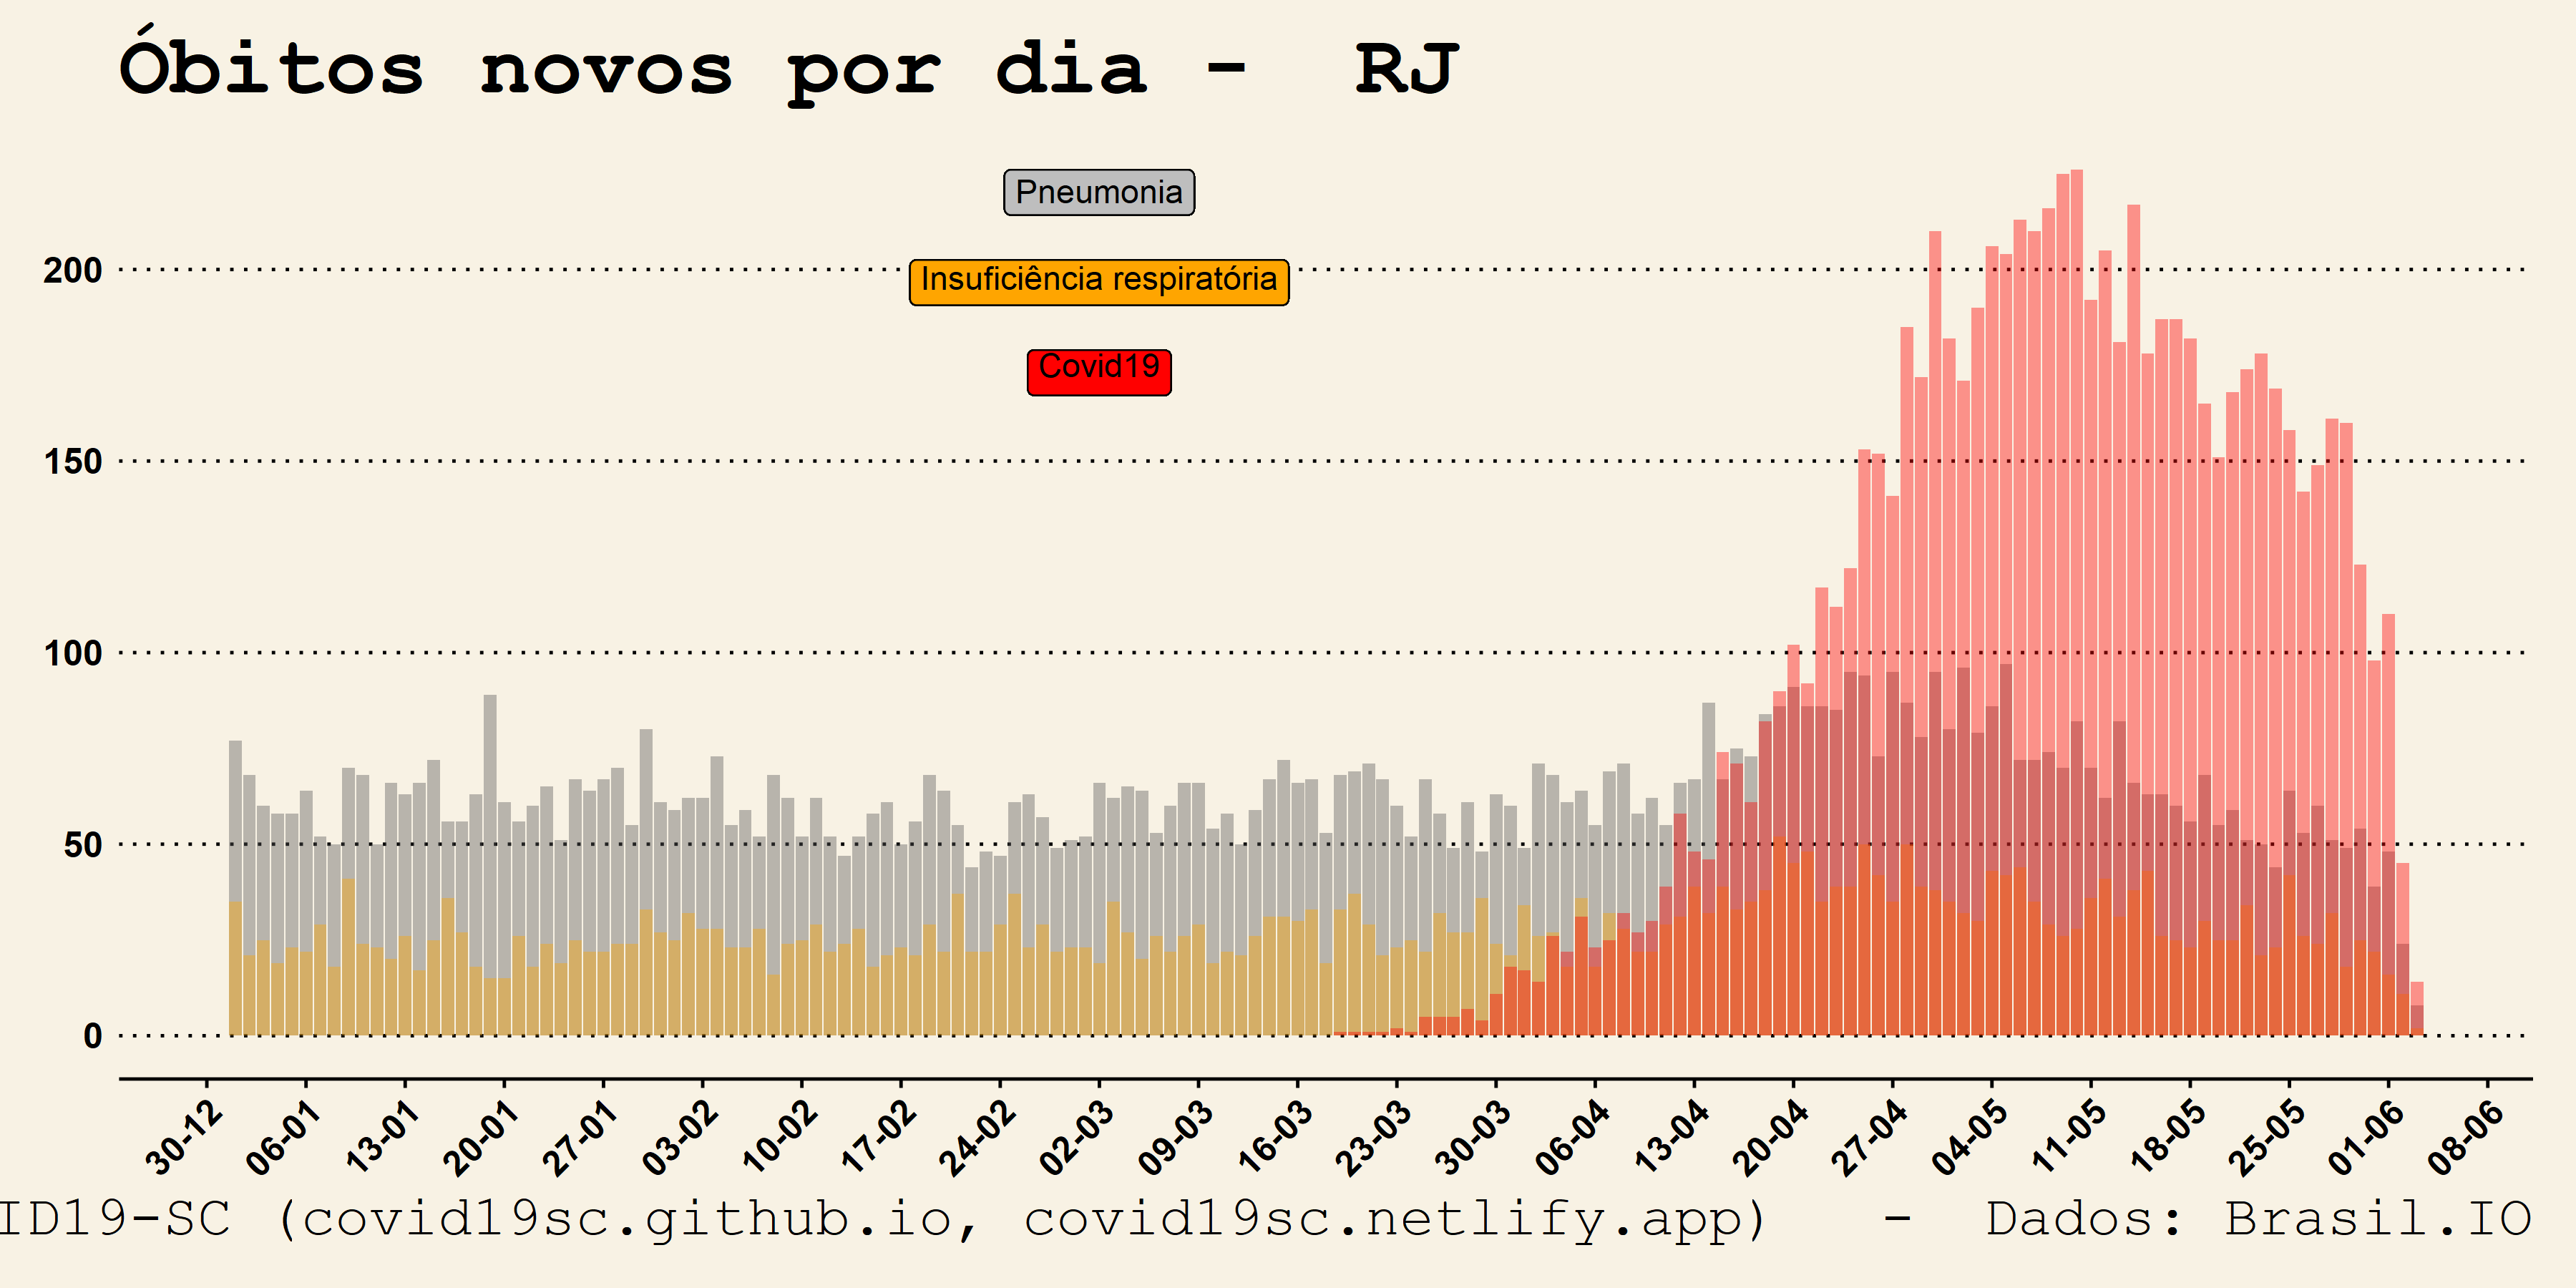 Óbitos novos por dia - RJ
Pneumonia
Insuficiência respiratória
Covid19
200
150
100
50
0
30-12 06-01 13-01 20-01 27-01 03-02 10-02 17-02 24-02 02-03 09-03 16-03 23-03 30-03 06-04 13-04 20-04 27-04 04-05 11-05 18-05 25-05 01-06 08-06
ID19-SC (covid19sc.github.io, covid19sc.netlify.app) - Dados: Brasil.IO